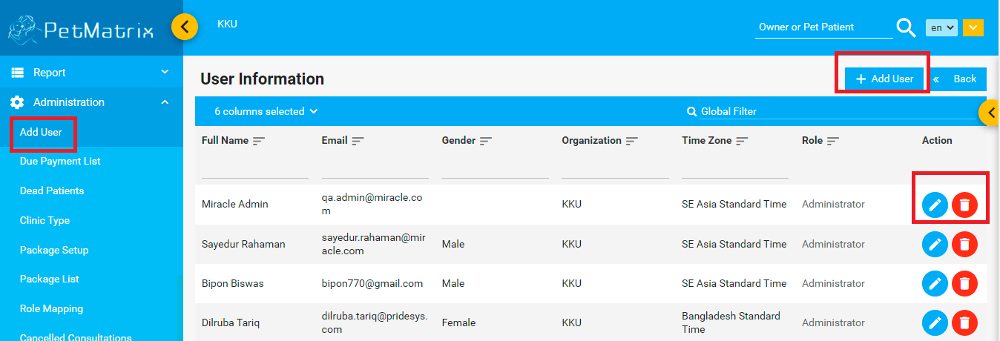 PetMatrix
KKU
Owner or Pet Patient
en
Report
Administration
Add User
Due Payment List
Dead Patients
Clinic Type
Package Setup
Package List
Role Mapping
Cancelled Consultations
User Information
+ Add User
« Back
6 columns selected
Global Filter
Full Name Email Gender Organization Time Zone Role Action
Miracle Admin qa.admin@miracle.co KKU SE Asia Standard Time Administrator
m
Sayedur Rahaman sayedur.rahaman@mir Male KKU SE Asia Standard Time Administrator
acle.com
Bipon Biswas bipon770@gmail.com Male KKU SE Asia Standard Time Administrator
Dilruba Tariq dilruba.tariq@pridesys. Female KKU Bangladesh Standard Administrator
com Time